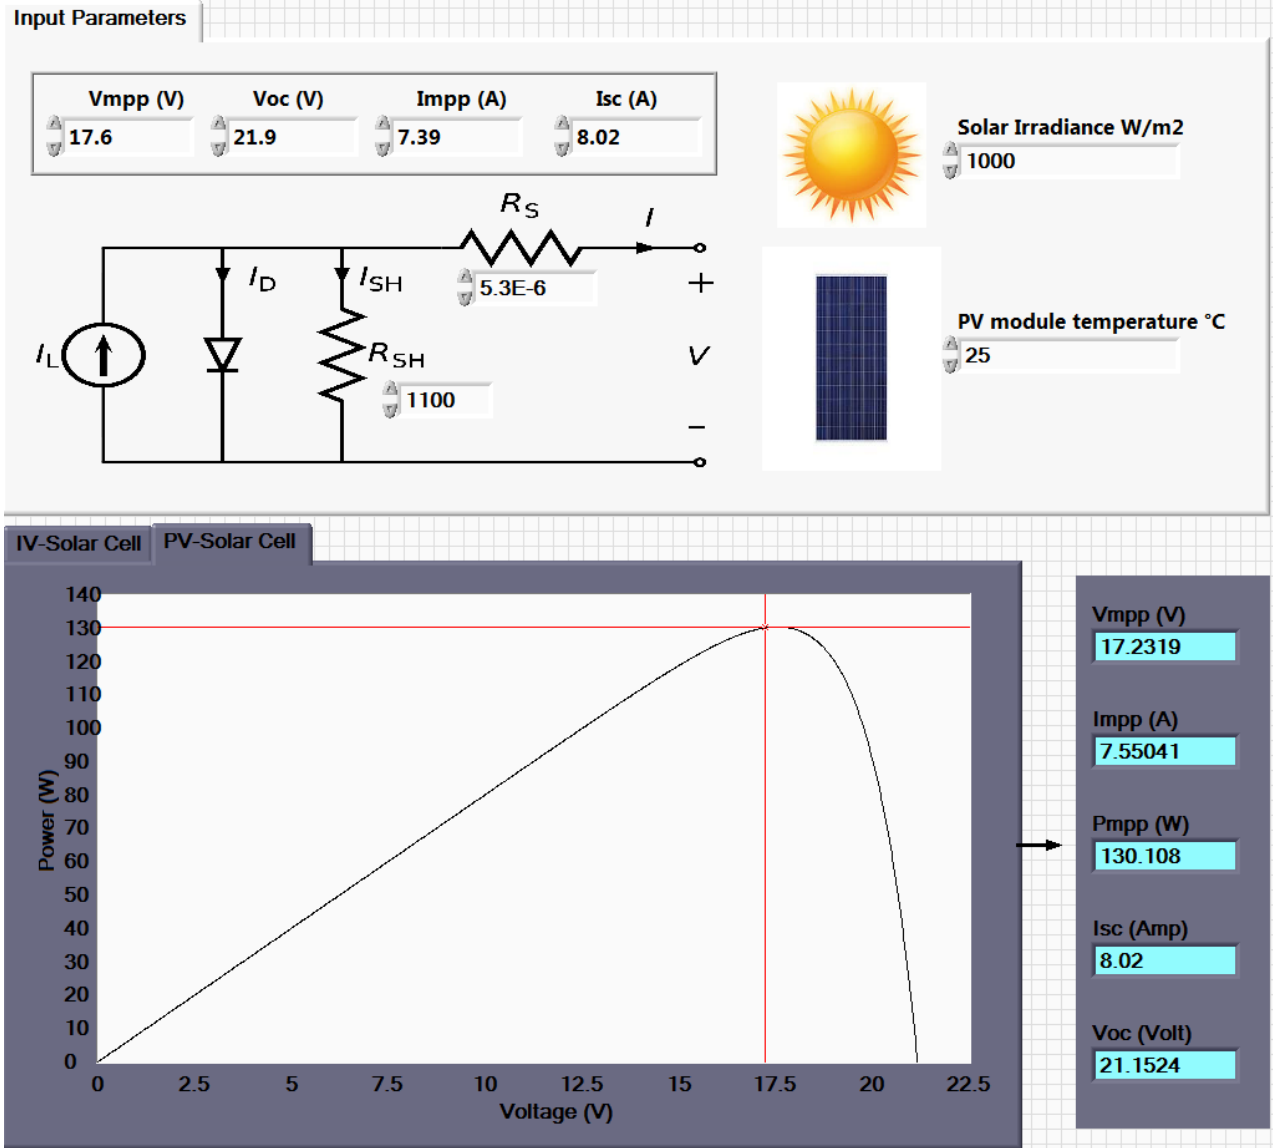 Input Parameters
Vmpp (V) Voc (V) Impp (A) Isc (A)
17.6 21.9 7.39 8.02
Solar Irradiance W/m2
1000
RS
I
ID
ISH
5.3E-6
+
IL
RSH
V
1100
−
PV module temperature °C
25
IV-Solar Cell PV-Solar Cell
140
130
120
110
100
90
80
70
60
50
40
30
20
10
0
Power (W)
0 2.5 5 7.5 10 12.5 15 17.5 20 22.5
Voltage (V)
Vmpp (V)
17.2319
Impp (A)
7.55041
Pmpp (W)
130.108
Isc (Amp)
8.02
Voc (Volt)
21.1524